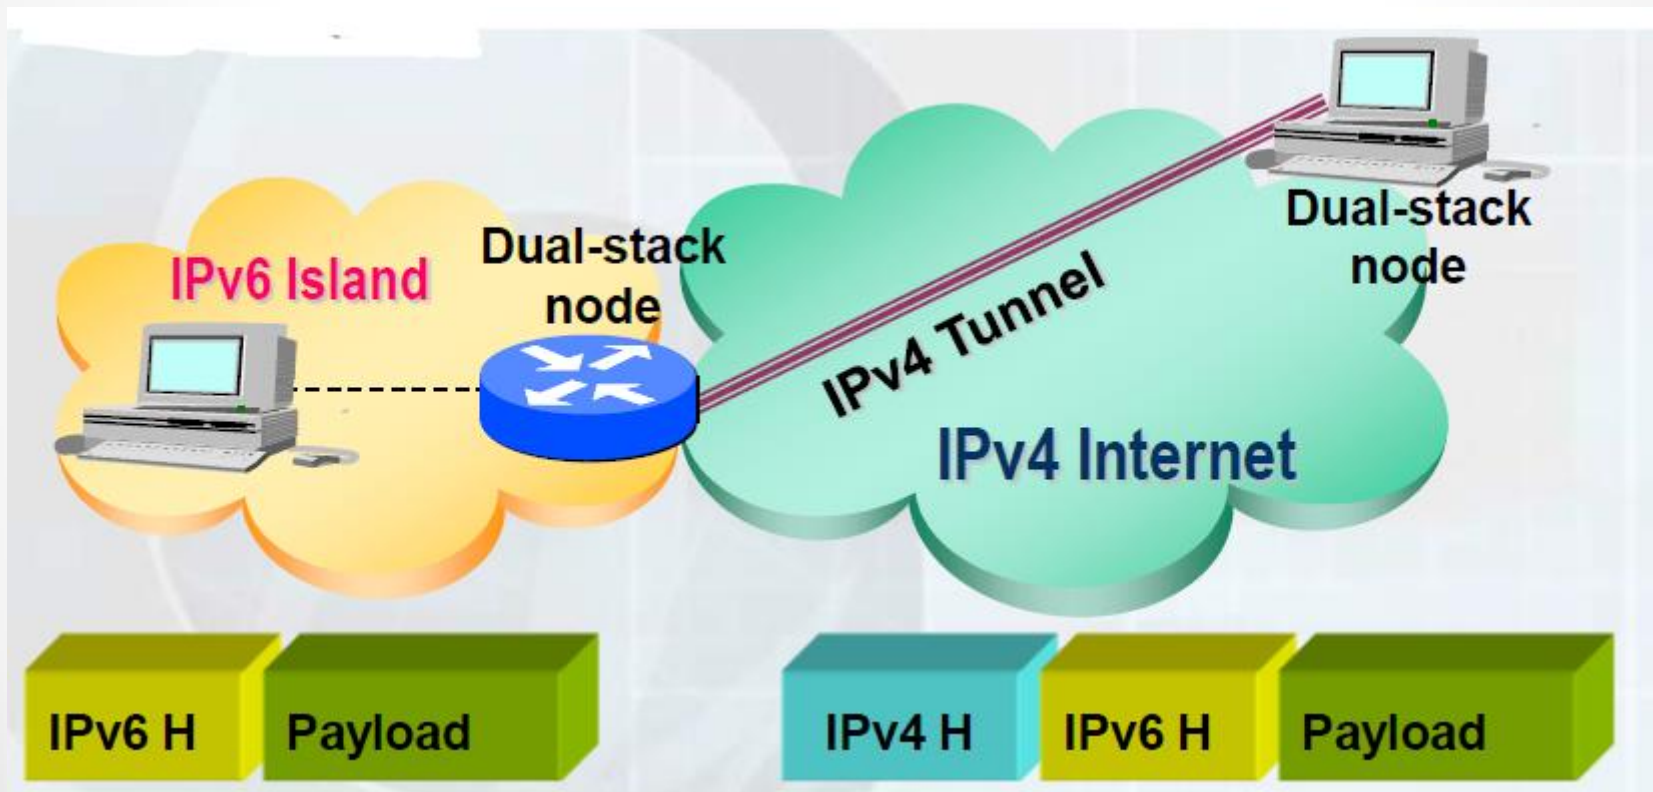 IPv6 Island
Dual-stack
node
Dual-stack
node
IPv4 Tunnel
IPv4 Internet
IPv6 H
Payload
IPv4 H
IPv6 H
Payload